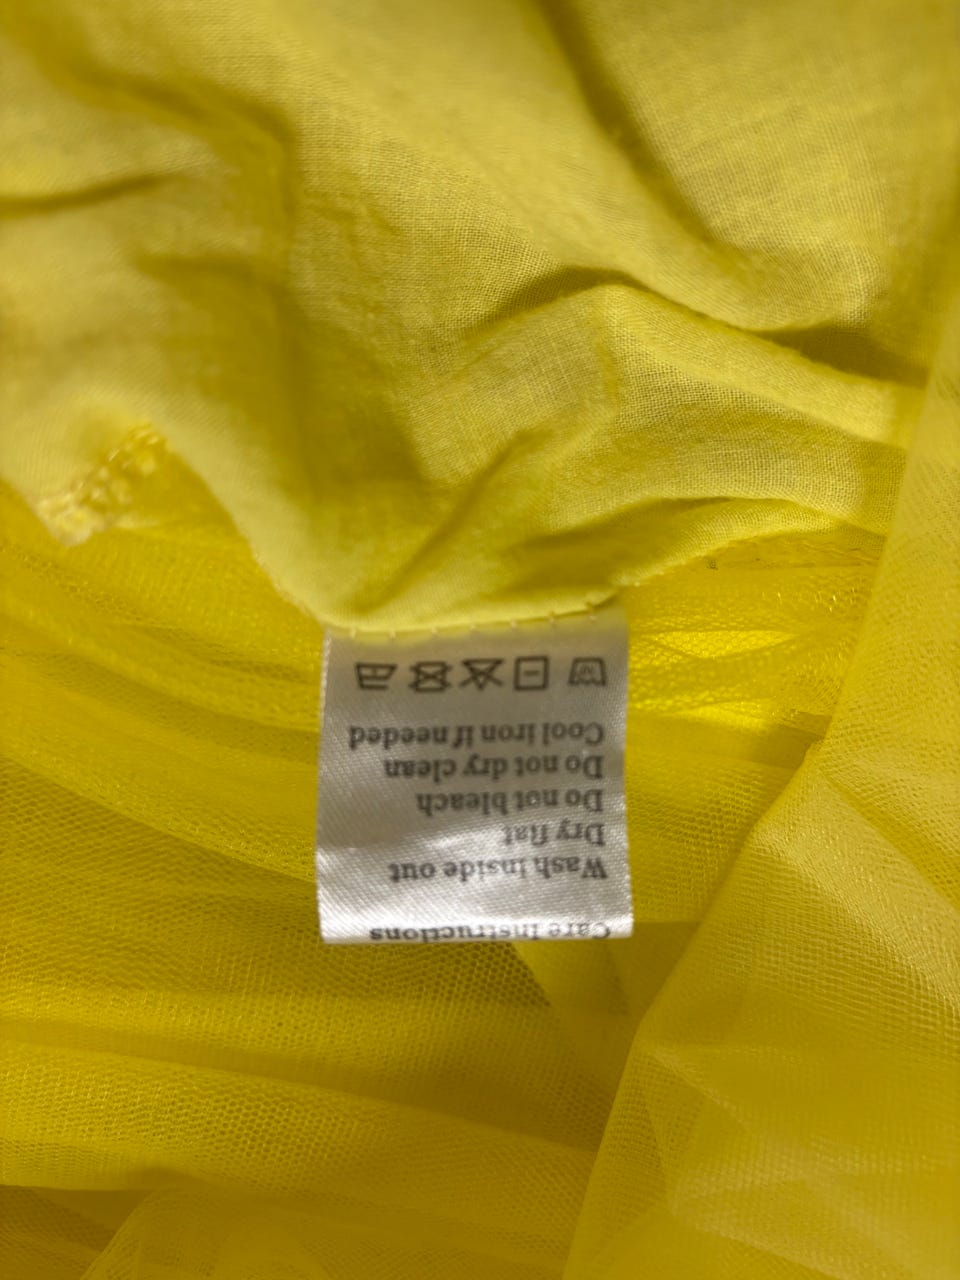 Care Instructions
Wash inside out
Dry flat
Do not bleach
Do not dry clean
Cool iron if needed